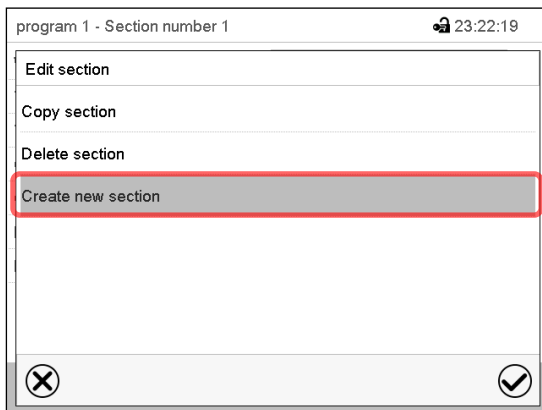 program 1 - Section number 1 23:22:19
Edit section
Copy section
Delete section
Create new section